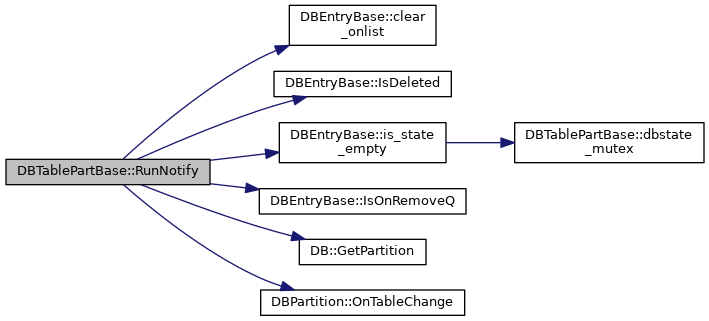 DBTablePartBase::RunNotify
DBEntryBase::clear
_onlist
DBEntryBase::IsDeleted
DBEntryBase::is_state
_empty
DBTablePartBase::dbstate
_mutex
DBEntryBase::IsOnRemoveQ
DB::GetPartition
DBPartition::OnTableChange